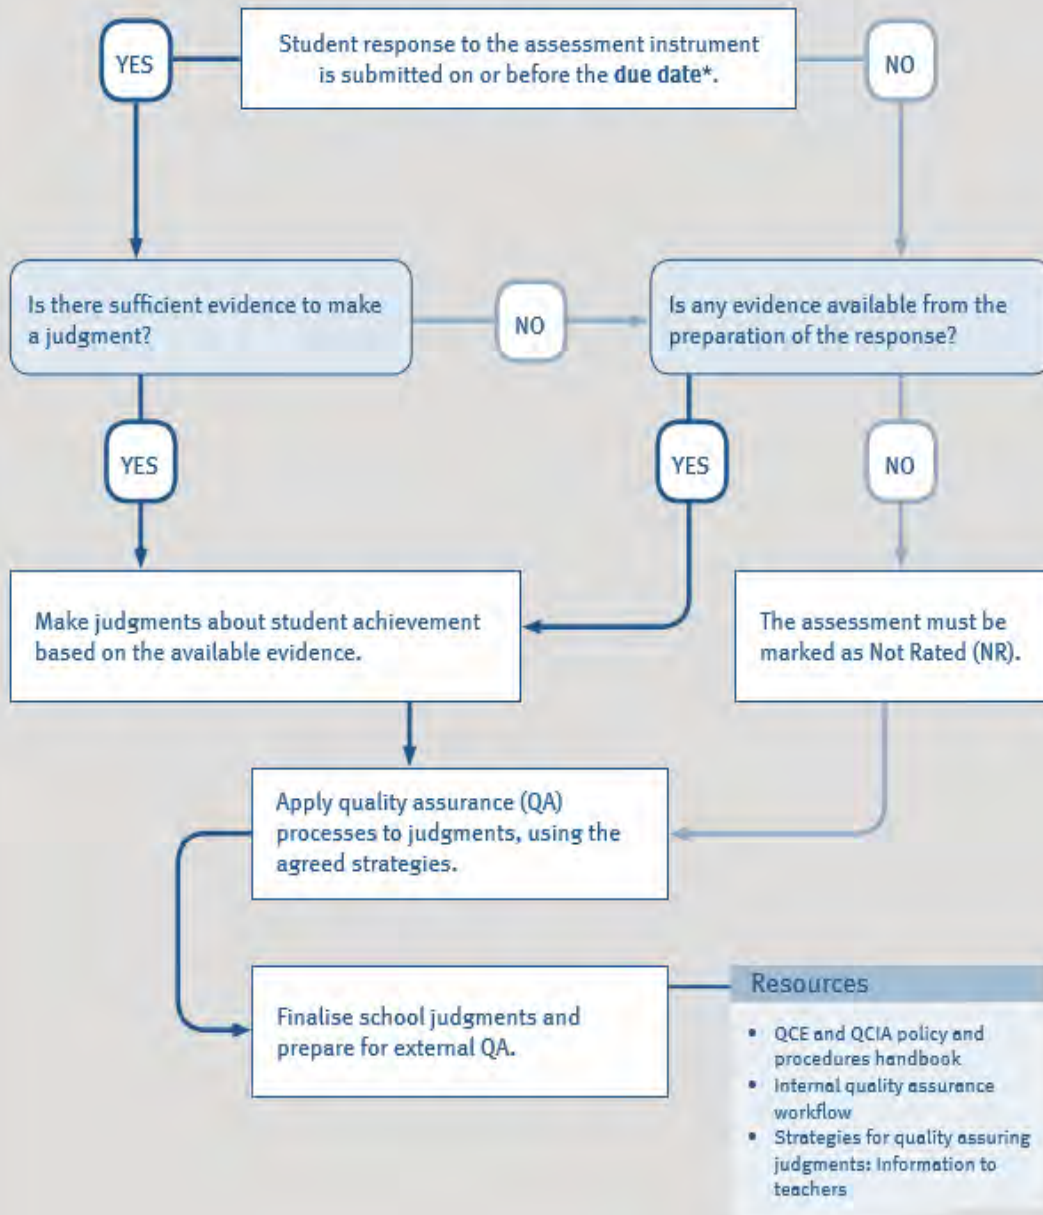 YES
Student response to the assessment instrument
is submitted on or before the due date*.
NO
Is there sufficient evidence to make
a judgment?
NO
Is any evidence available from the
preparation of the response?
YES
YES
NO
Make judgments about student achievement
based on the available evidence.
The assessment must be
marked as Not Rated (NR).
Apply quality assurance (QA)
processes to judgments, using the
agreed strategies.
Finalise school judgments and
prepare for external QA.
Resources
• QCE and QCIA policy and
procedures handbook
• Internal quality assurance
workflow
• Strategies for quality assuring
judgments: Information to
teachers